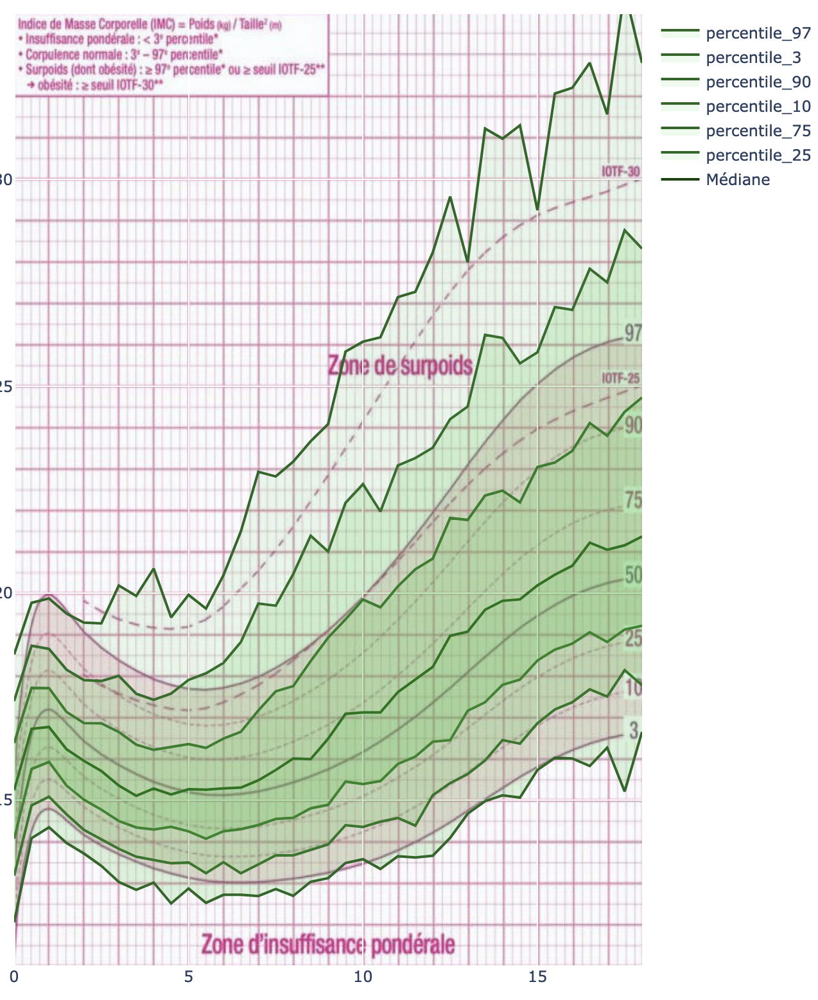 Indice de Masse Corporelle (IMC) = Poids (kg) / Taille² (m)
• Insuffisance pondérale : < 3ᵉ percentile*
• Corpulence normale : 3ᵉ – 97ᵉ percentile*
• Surpoids (dont obésité) : ≥ 97ᵉ percentile* ou ≥ seuil IOTF-25**
➔ obésité : ≥ seuil IOTF-30**
percentile_97
percentile_3
percentile_90
percentile_10
percentile_75
percentile_25
Médiane
IOTF-30
30
97
Zone de surpoids
IOTF-25
25
90
75
50
20
25
10
3
15
Zone d'insuffisance pondérale
0 5 10 15